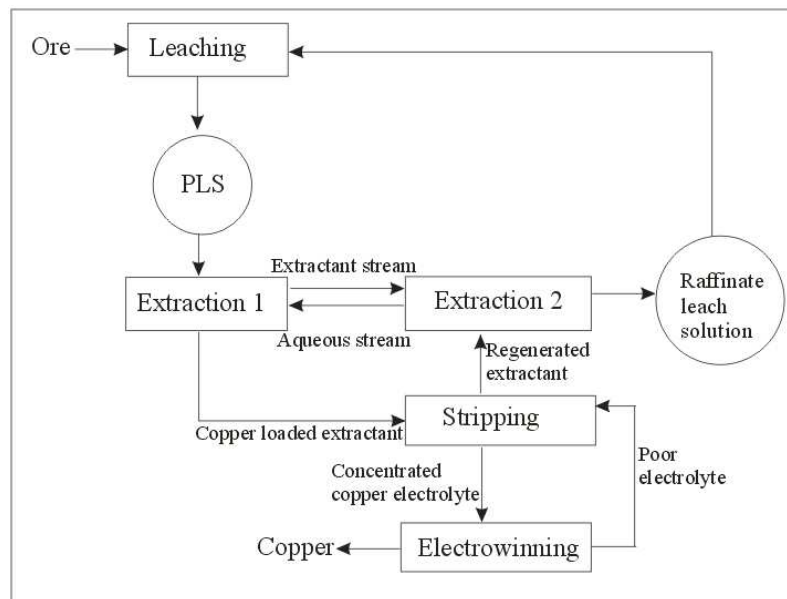 Ore
Leaching
PLS
Extractant stream
Extraction 1
Extraction 2
Aqueous stream
Raffinate
leach
solution
Regenerated
extractant
Copper loaded extractant
Stripping
Concentrated
copper electrolyte
Poor
electrolyte
Copper
Electrowinning